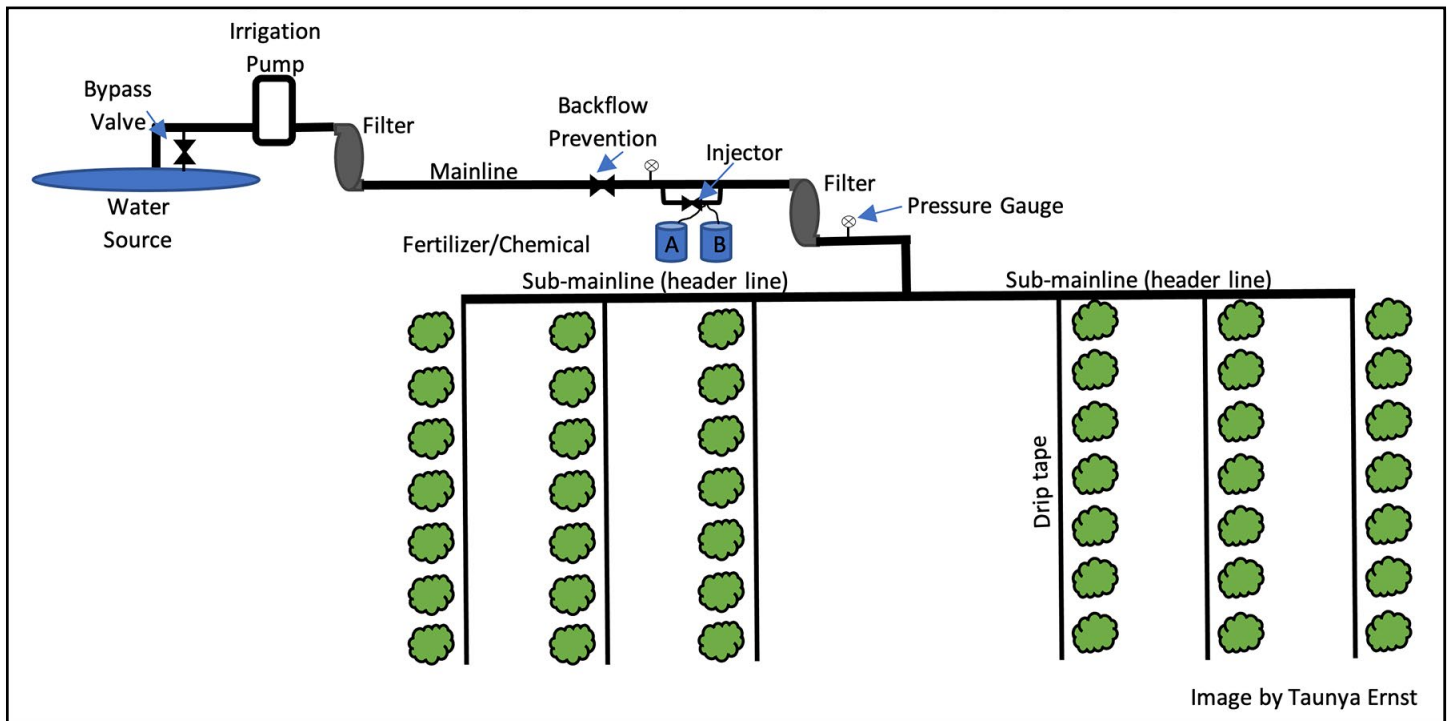 Irrigation
Pump
Bypass
Valve
Filter
Backflow
Prevention
Injector
Mainline
Filter
Pressure Gauge
Water
Source
Fertilizer/Chemical
A
B
Sub-mainline (header line)
Sub-mainline (header line)
Drip tape
Image by Taunya Ernst